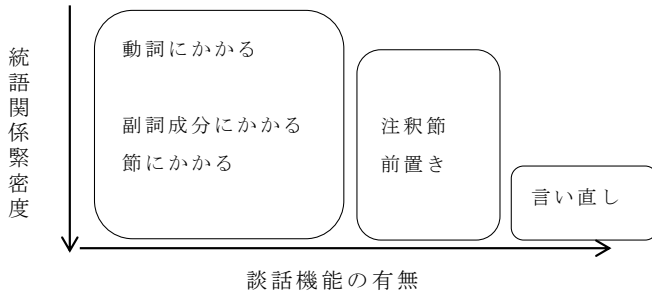 統語関係緊密度
動詞にかかる
副詞成分にかかる
節にかかる
注釈節
前置き
言い直し
談話機能の有無